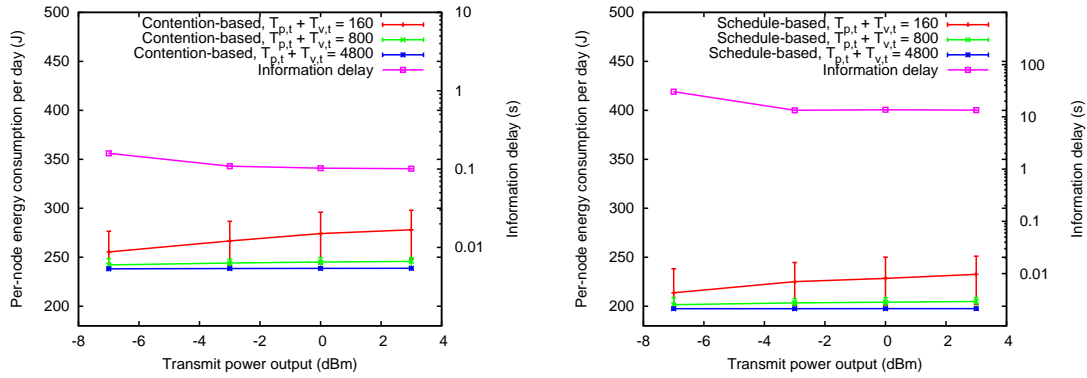 Contention-based, Tp,t + Tv,t = 160
Contention-based, Tp,t + Tv,t = 800
Contention-based, Tp,t + Tv,t = 4800
Information delay
Per-node energy consumption per day (J)
500
450
400
350
300
250
200
10
1
0.1
0.01
Information delay (s)
-8 -6 -4 -2 0 2 4
Transmit power output (dBm)
Schedule-based, Tp,t + Tv,t = 160
Schedule-based, Tp,t + Tv,t = 800
Schedule-based, Tp,t + Tv,t = 4800
Information delay
Per-node energy consumption per day (J)
500
450
400
350
300
250
200
100
10
1
0.1
0.01
Information delay (s)
-8 -6 -4 -2 0 2 4
Transmit power output (dBm)